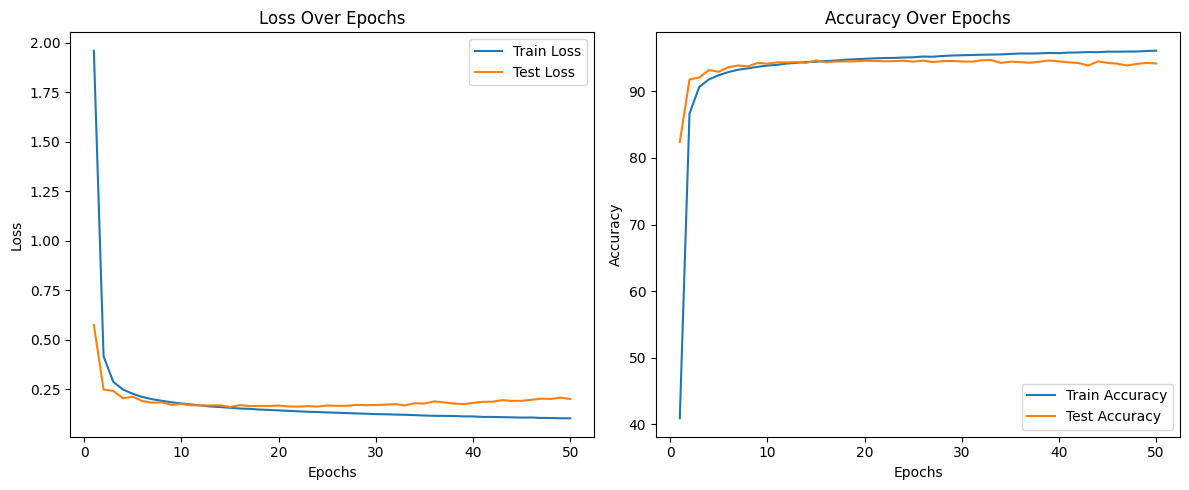 Loss Over Epochs
2.00
1.75
1.50
1.25
1.00
0.75
0.50
0.25
Loss
Train Loss
Test Loss
0 10 20 30 40 50
Epochs
Accuracy Over Epochs
90
80
70
60
50
40
Accuracy
Train Accuracy
Test Accuracy
0 10 20 30 40 50
Epochs